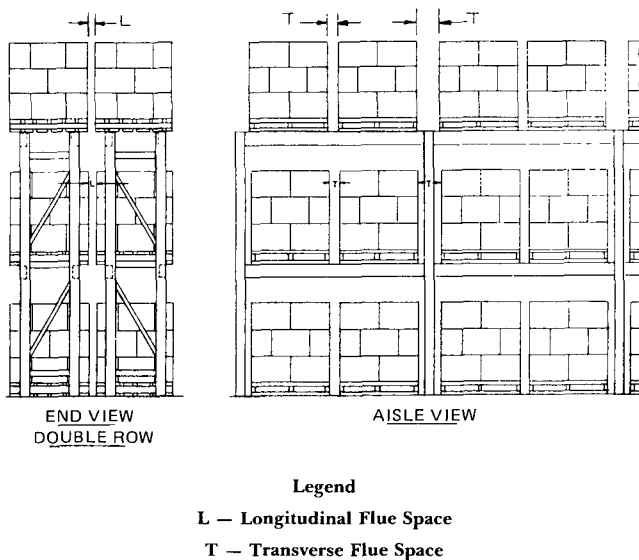 L
T T
L
T T
END VIEW
DOUBLE ROW
AISLE VIEW
Legend
L — Longitudinal Flue Space
T — Transverse Flue Space